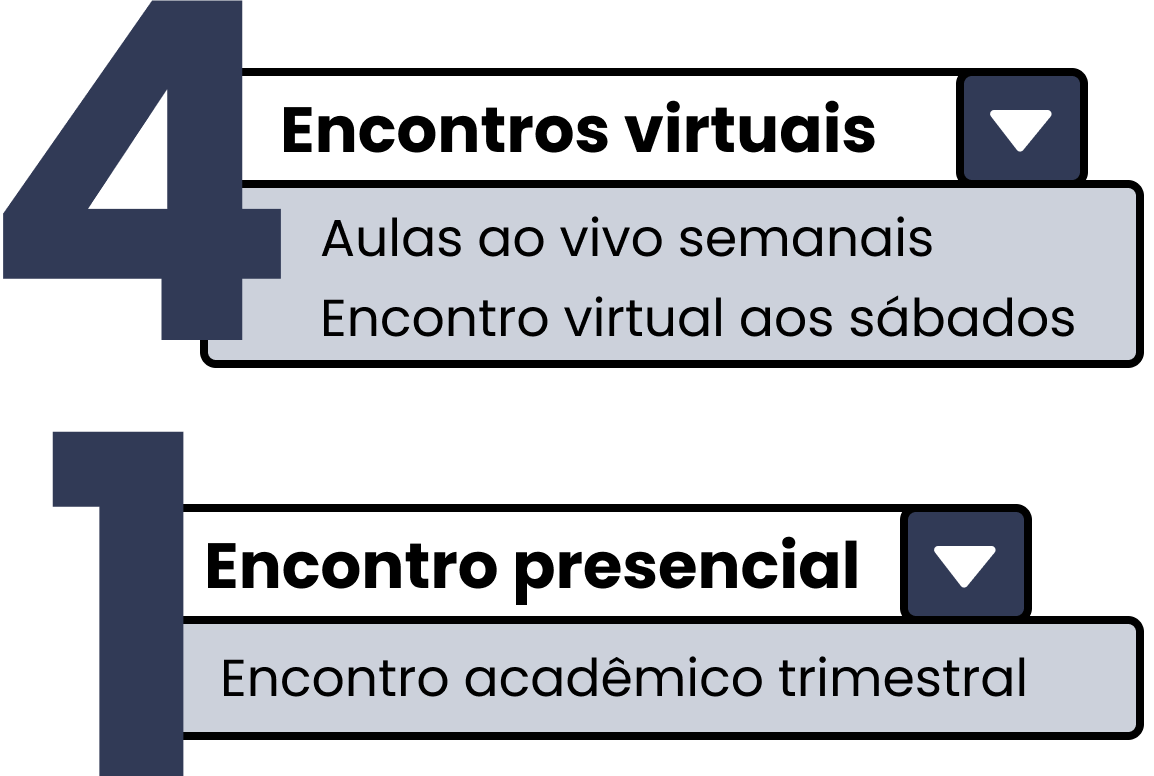 4
Encontros virtuais
Aulas ao vivo semanais
Encontro virtual aos sábados
1
Encontro presencial
Encontro acadêmico trimestral